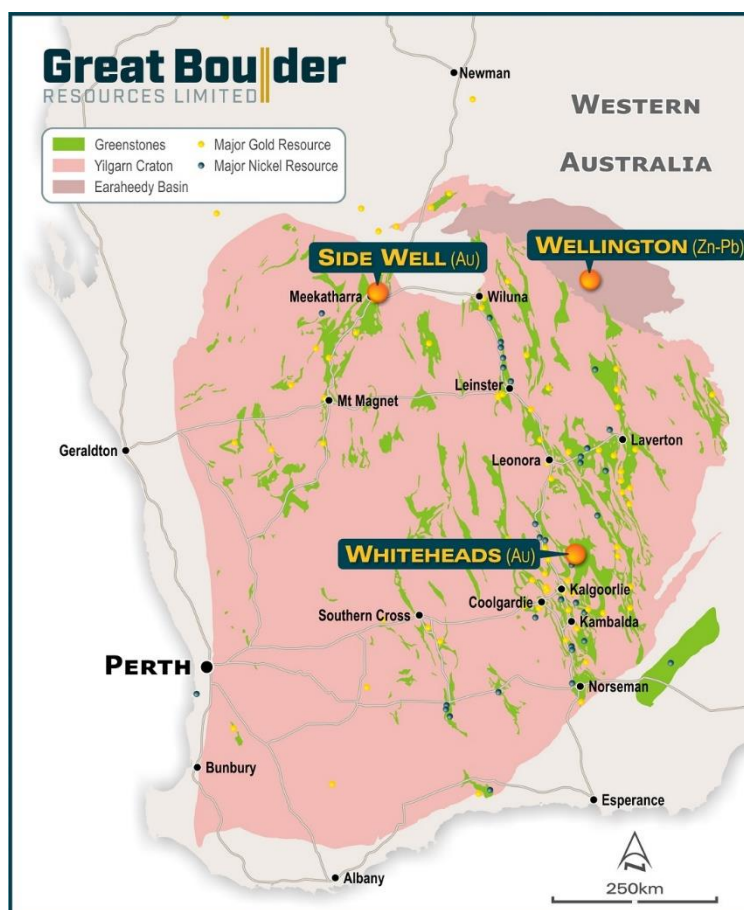 Great Boulder
RESOURCES LIMITED
Newman
WESTERN
AUSTRALIA
Greenstones
Major Gold Resource
Yilgarn Craton
Major Nickel Resource
Earaheedy Basin
SIDE WELL (Au)
WELLINGTON (Zn-Pb)
Meekatharra
Wiluna
Leinster
Mt Magnet
Geraldton
Laverton
Leonora
WHITEHEADS (Au)
Kalgoorlie
Coolgardie
Southern Cross
Kambalda
PERTH
Norseman
Bunbury
Esperance
Albany
N
250km